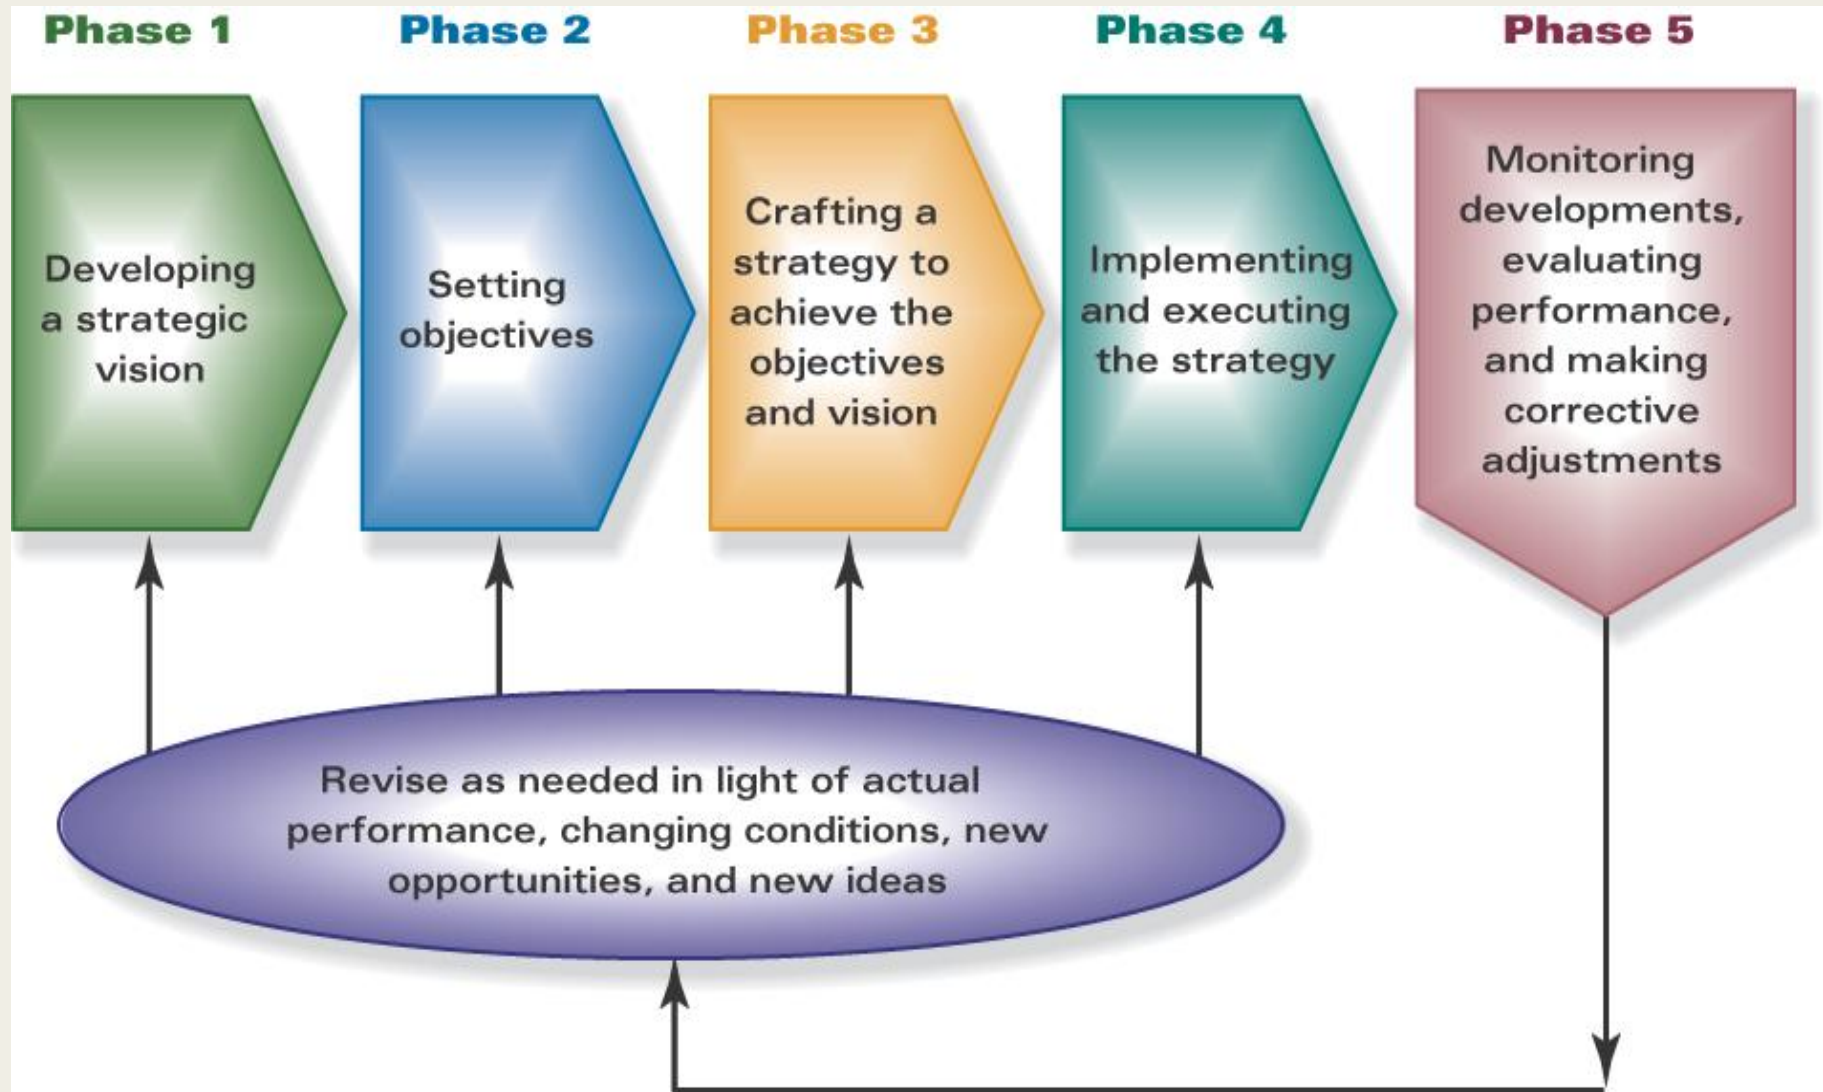 Phase 1
Phase 2
Phase 3
Phase 4
Phase 5
Developing
a strategic
vision
Setting
objectives
Crafting a
strategy to
achieve the
objectives
and vision
Implementing
and executing
the strategy
Monitoring
developments,
evaluating
performance,
and making
corrective
adjustments
Revise as needed in light of actual
performance, changing conditions, new
opportunities, and new ideas